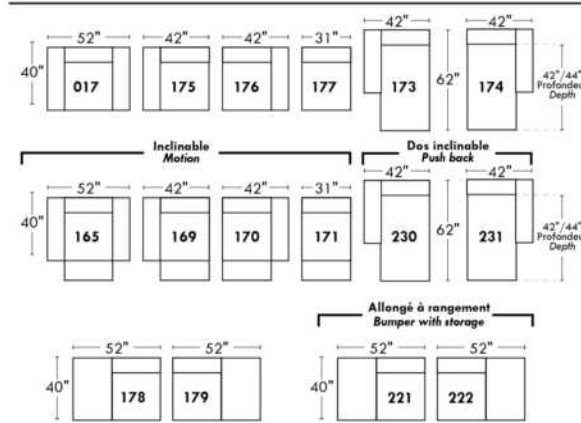 52" 42" 42" 31" 42" 42"
40" 017 175 176 177 173 62" 174 42"/44"
Profondeur
Depth
Inclinable
Motion
Dos inclinable
Push back
52" 42" 42" 31" 42" 42"
40" 165 169 170 171 230 62" 231 42"/44"
Profondeur
Depth
Allongé à rangement
Bumper with storage
52" 52" 52" 52"
40" 178 179 40" 221 222